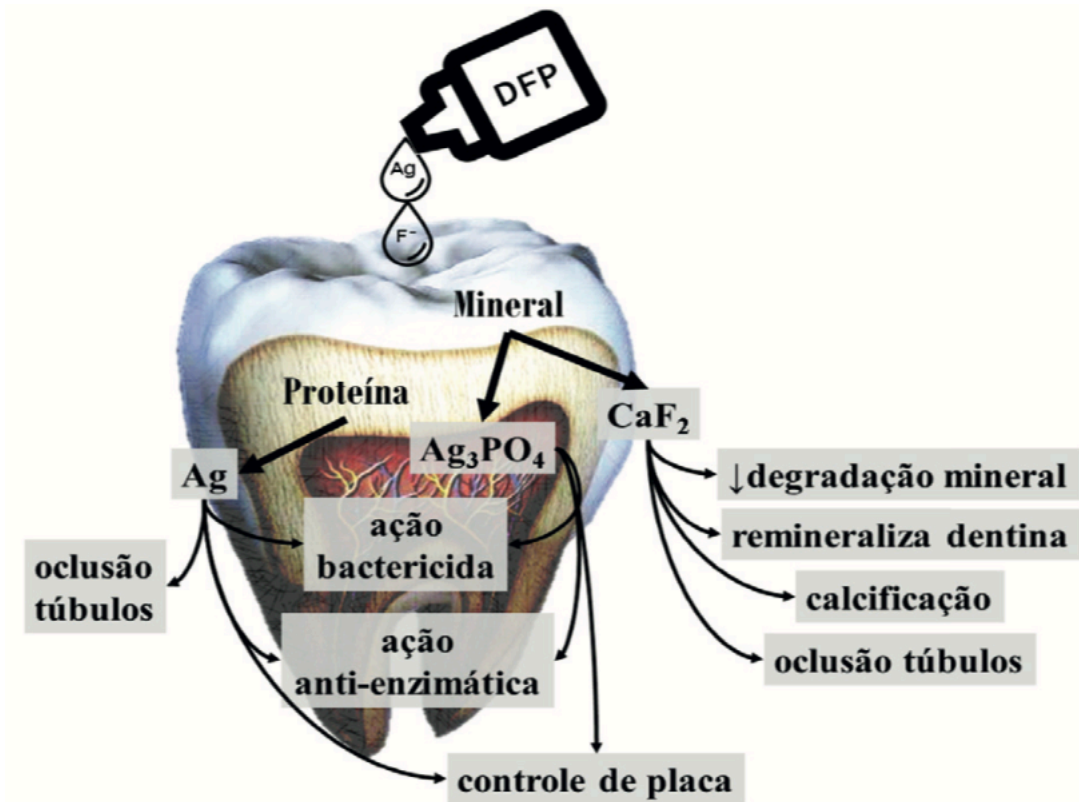 DFP
Ag
F⁻
Mineral
Proteína
CaF₂
Ag₃PO₄
Ag
↓degradação mineral
ação
bactericida
remineraliza dentina
oclusão
túbulos
calcificação
ação
anti-enzimática
oclusão túbulos
controle de placa